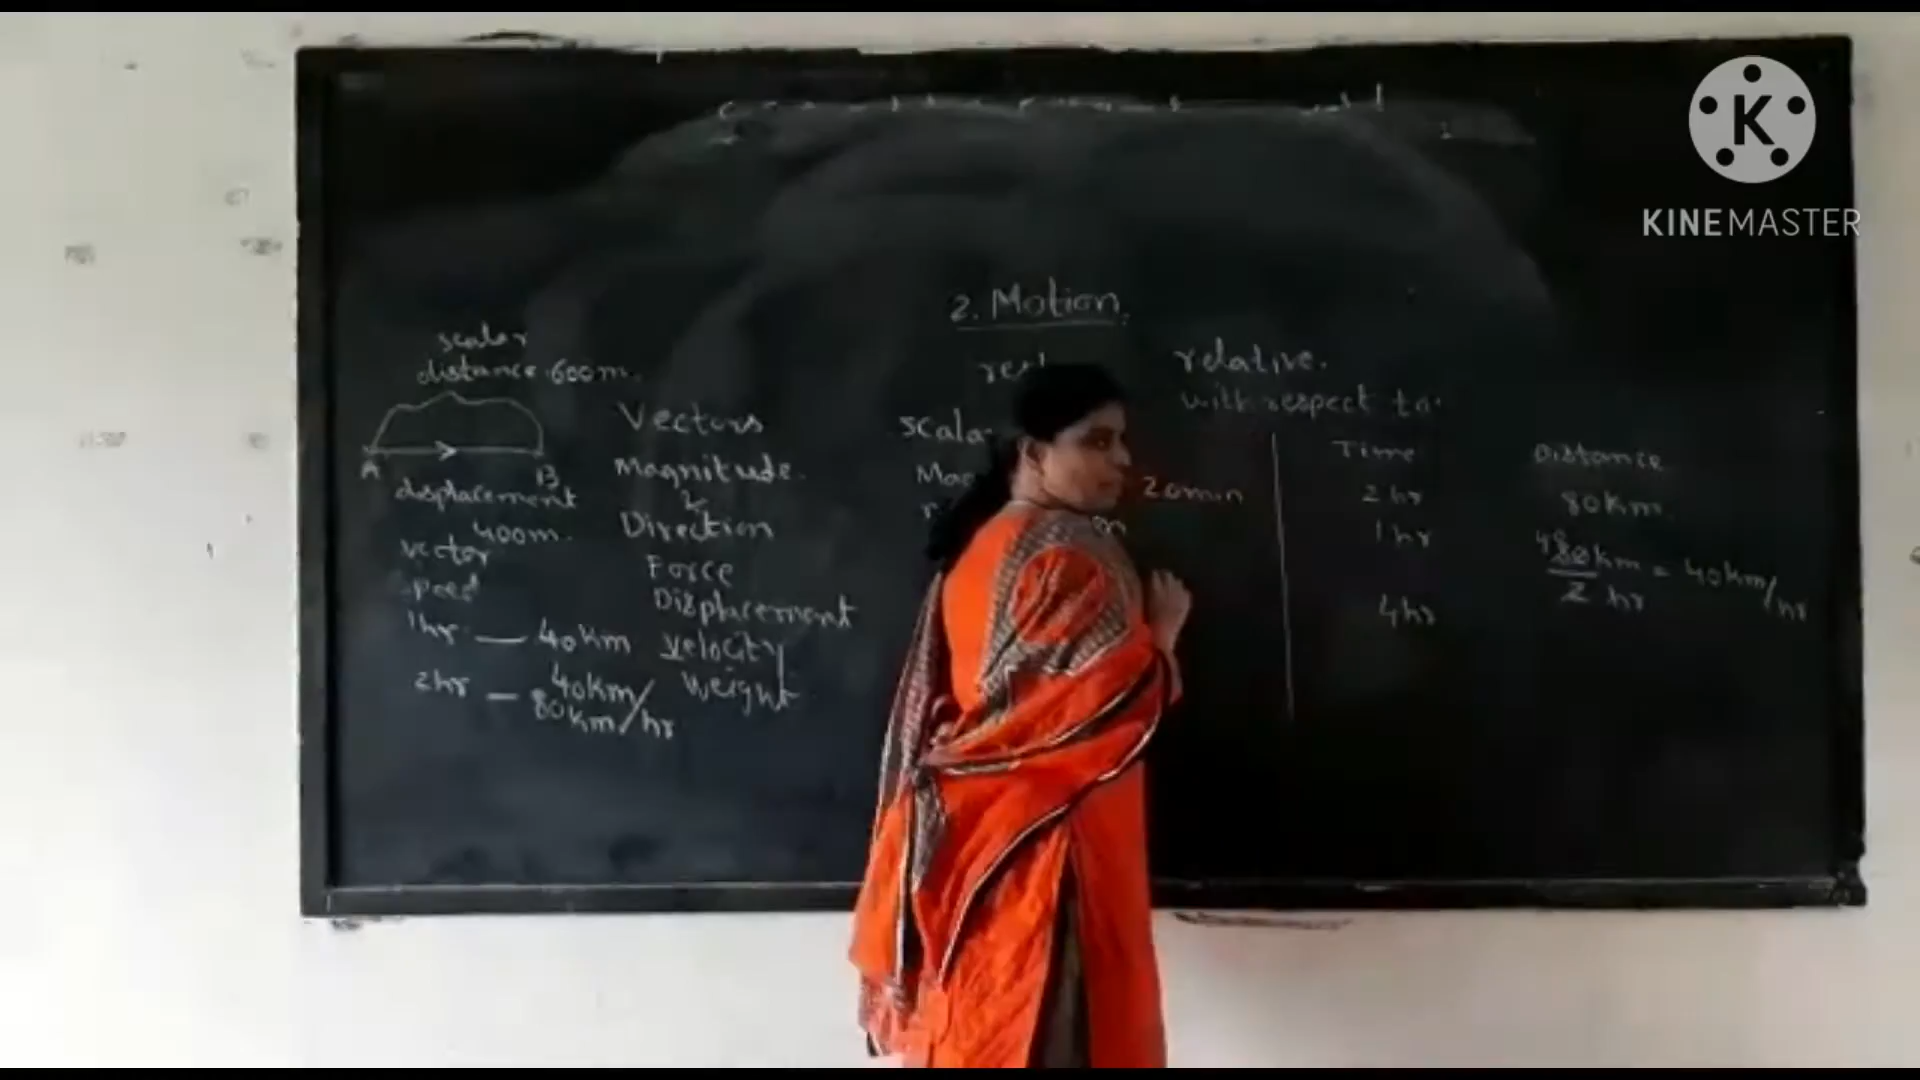 2. Motion.
scalar
distance 600m.
A
B
displacement
400m.
vector
speed
1hr — 40km
2hr — 40km/
80km/hr
Vectors
Magnitude.
&
Direction
Force
Displacement
velocity
weight
relative.
with respect to
20min
Time
Distance
2hr
80km.
1hr
80km = 40km/hr
2 hr
4hr
K
KINEMASTER